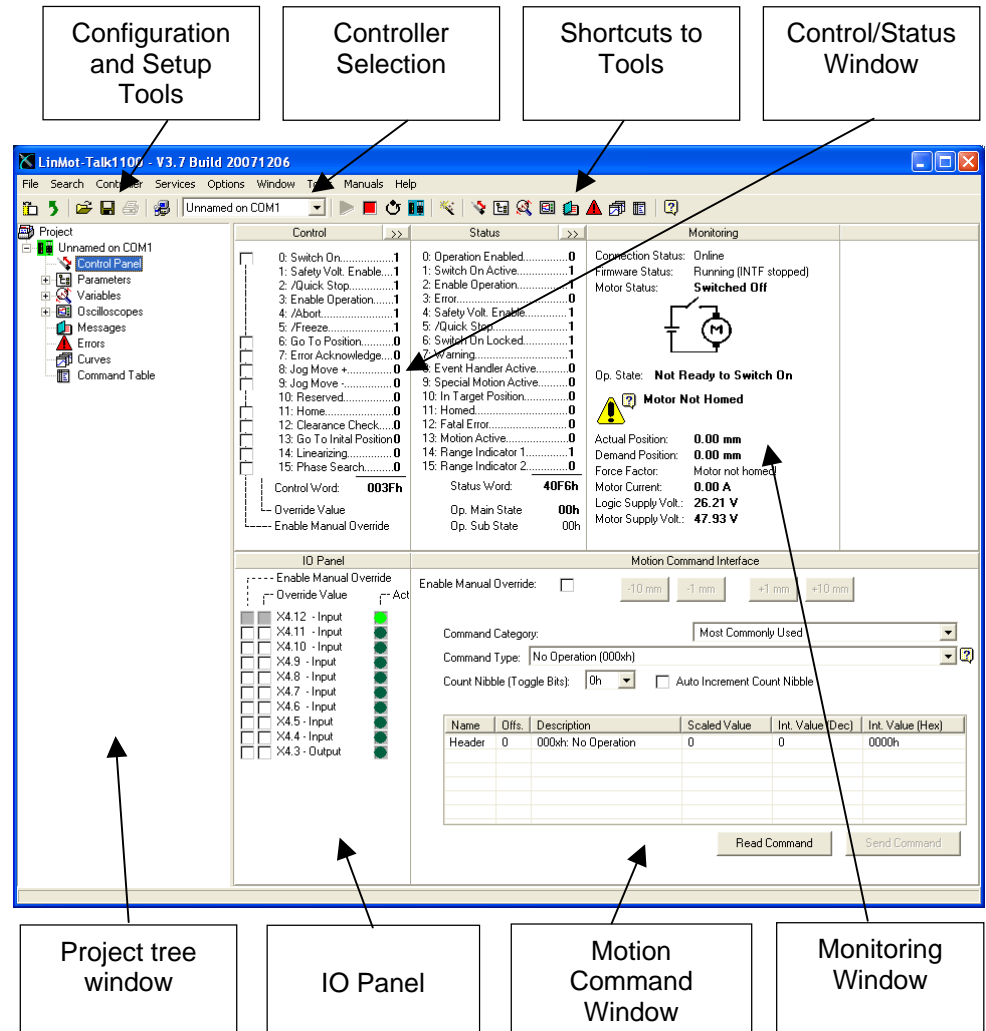 Configuration and Setup Tools
Controller Selection
Shortcuts to Tools
Control/Status Window
LinMot-Talk1100 - V3.7 Build 20071206
File Search Controller Services Options Window Tools Manuals Help
Unnamed on COM1
Project
Unnamed on COM1
Control Panel
Parameters
Variables
Oscilloscopes
Messages
Errors
Curves
Command Table
Control >>
0: Switch On 1
1: Safety Volt. Enable 1
2: /Quick Stop 1
3: Enable Operation 1
4: /Abort 1
5: /Freeze 1
6: Go To Position 0
7: Error Acknowledge 0
8: Jog Move + 0
9: Jog Move - 0
10: Reserved 0
11: Home 0
12: Clearance Check 0
13: Go To Inital Position 0
14: Linearizing 0
15: Phase Search 0
Control Word: 003Fh
Override Value
Enable Manual Override
Status >>
0: Operation Enabled 0
1: Switch On Active 1
2: Enable Operation 1
3: Error 0
4: Safety Volt. Enable 1
5: /Quick Stop 1
6: Switch On Locked 1
7: Warning 1
8: Event Handler Active 0
9: Special Motion Active 0
10: In Target Position 0
11: Homed 0
12: Fatal Error 0
13: Motion Active 0
14: Range Indicator 1 1
15: Range Indicator 2 0
Status Word: 40F6h
Op. Main State 00h
Op. Sub State 00h
Monitoring
Connection Status: Online
Firmware Status: Running (INTF stopped)
Motor Status: Switched Off
M
Op. State: Not Ready to Switch On
Motor Not Homed
Actual Position: 0.00 mm
Demand Position: 0.00 mm
Force Factor: Motor not homed!
Motor Current: 0.00 A
Logic Supply Volt.: 26.21 V
Motor Supply Volt.: 47.93 V
IO Panel
Enable Manual Override
Override Value Act
X4.12 - Input
X4.11 - Input
X4.10 - Input
X4.9 - Input
X4.8 - Input
X4.7 - Input
X4.6 - Input
X4.5 - Input
X4.4 - Input
X4.3 - Output
Motion Command Interface
Enable Manual Override: -10 mm -1 mm +1 mm +10 mm
Command Category: Most Commonly Used
Command Type: No Operation (000xh)
Count Nibble (Toggle Bits): 0h Auto Increment Count Nibble
Name Offs. Description Scaled Value Int. Value (Dec) Int. Value (Hex)
Header 0 000xh: No Operation 0 0 0000h
Read Command Send Command
Project tree window
IO Panel
Motion Command Window
Monitoring Window